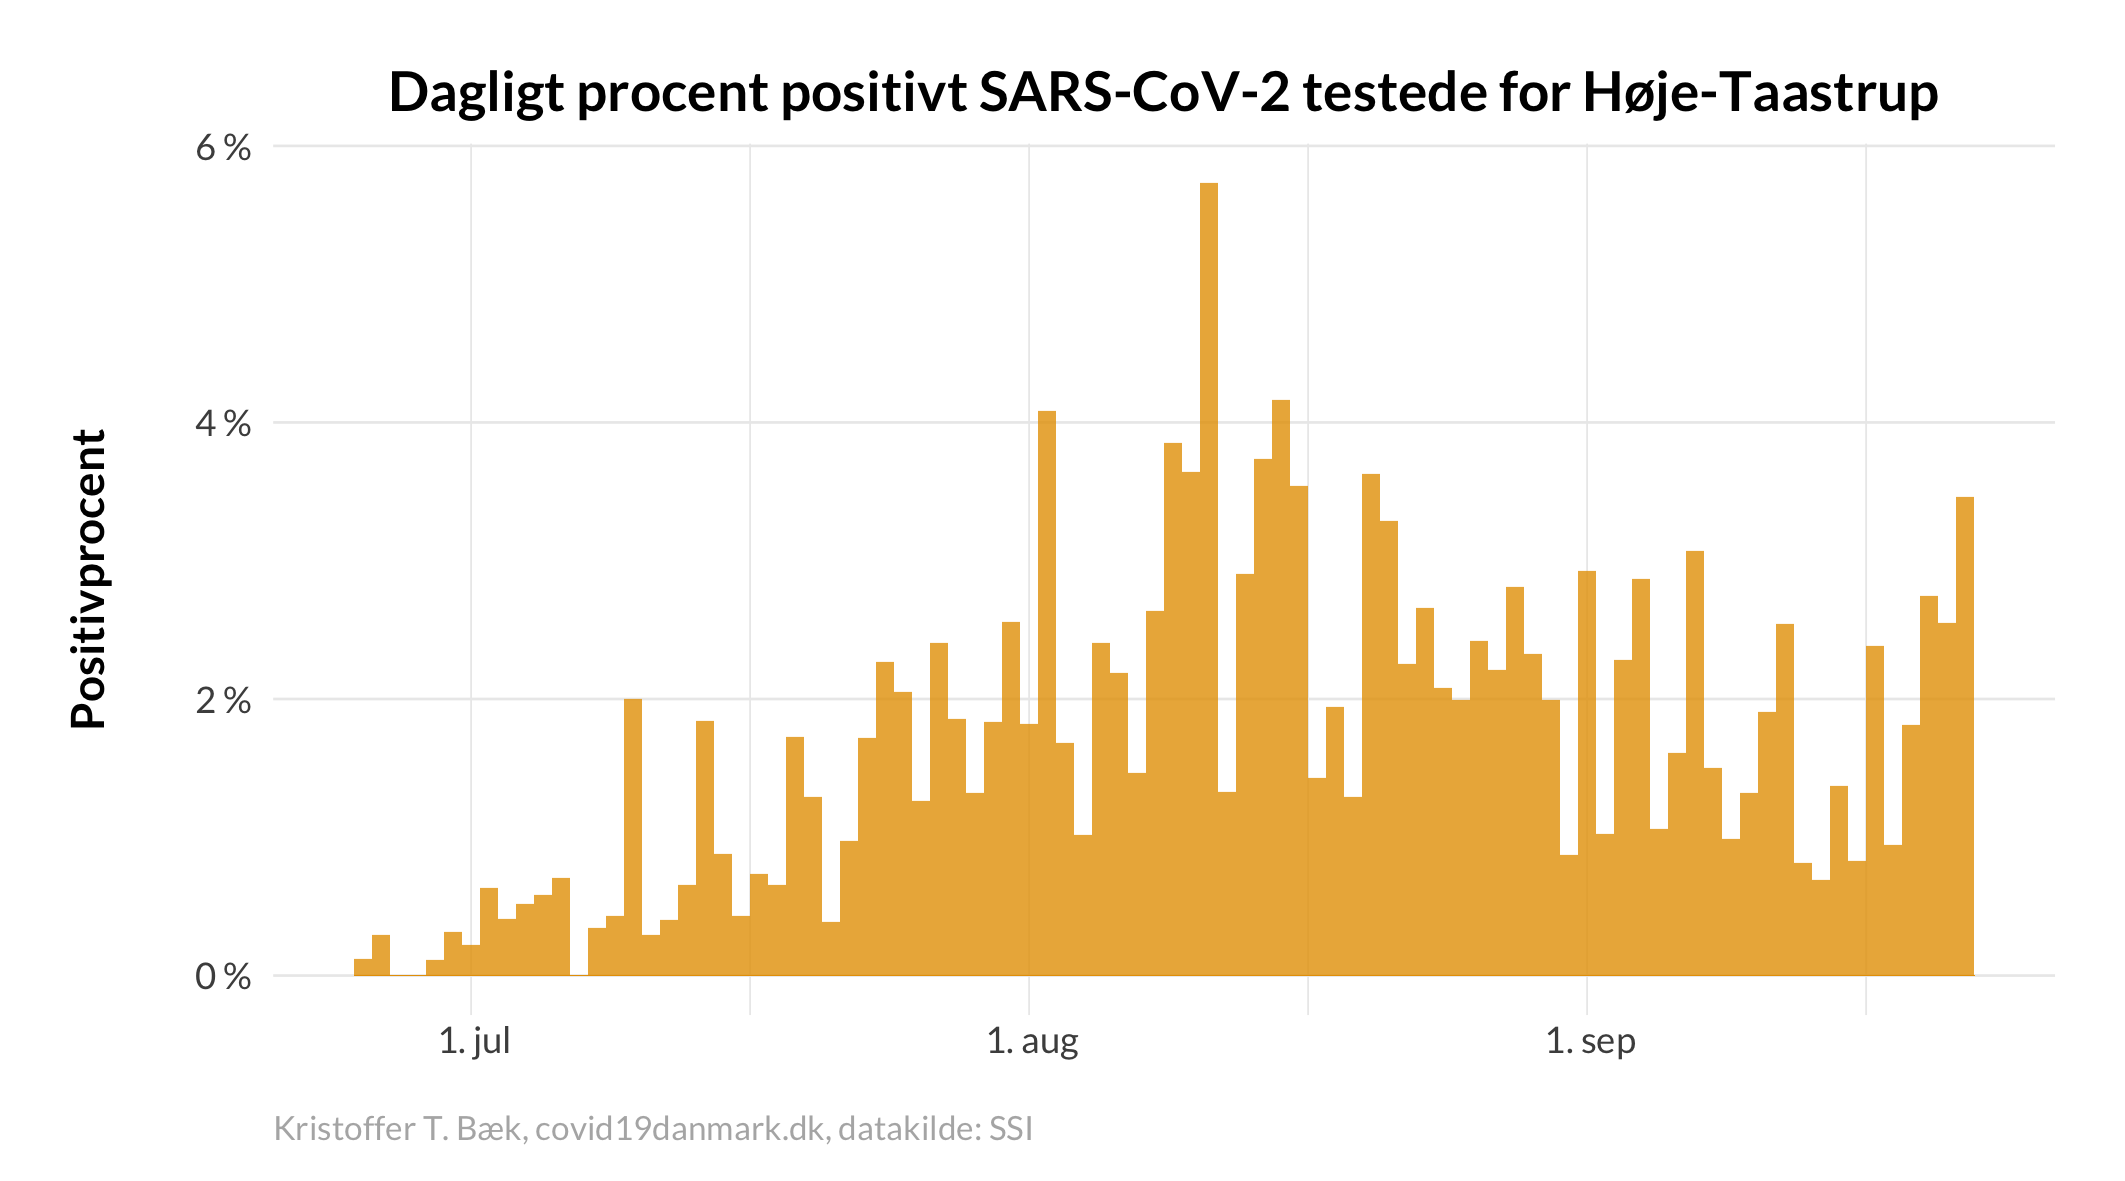 Dagligt procent positivt SARS-CoV-2 testede for Høje-Taastrup
Positivprocent
6 %
4 %
2 %
0 %
1. jul
1. aug
1. sep
Kristoffer T. Bæk, covid19danmark.dk, datakilde: SSI